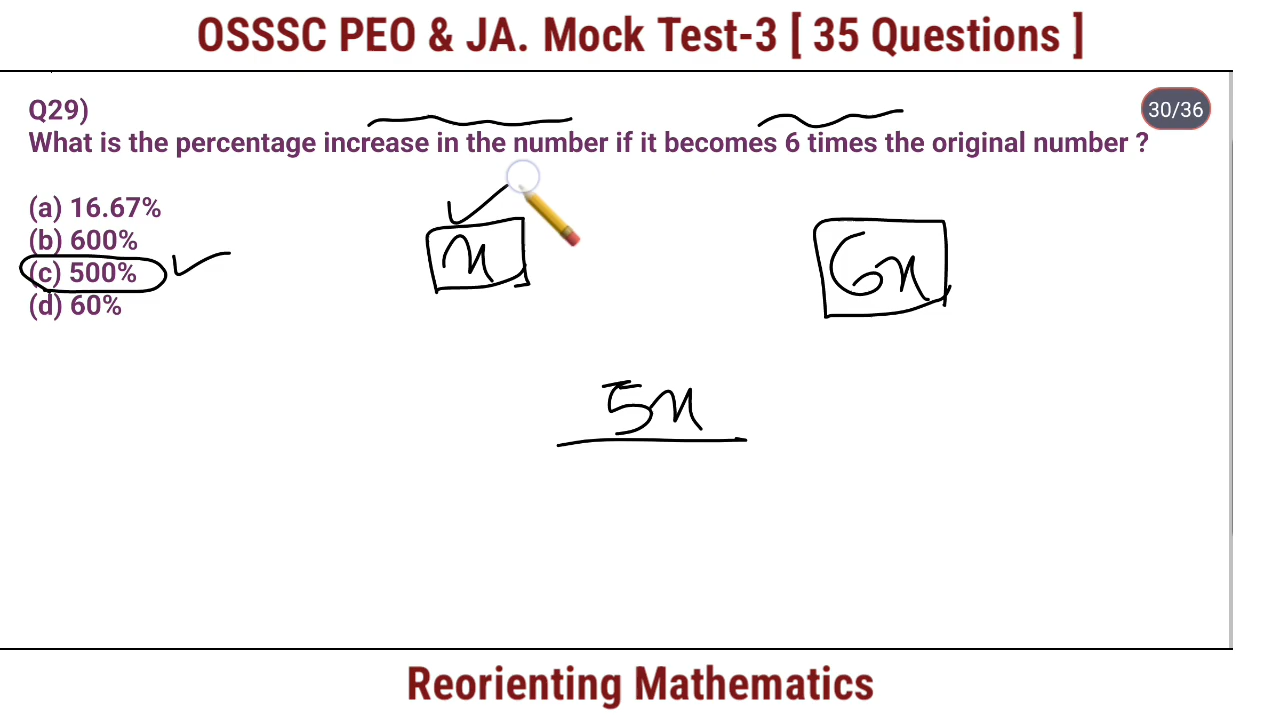 OSSSC PEO & JA. Mock Test-3 [ 35 Questions ]
Q29)
30/36
What is the percentage increase in the number if it becomes 6 times the original number ?
(a) 16.67%
(b) 600%
(c) 500%
(d) 60%
x
6x
5x
Reorienting Mathematics